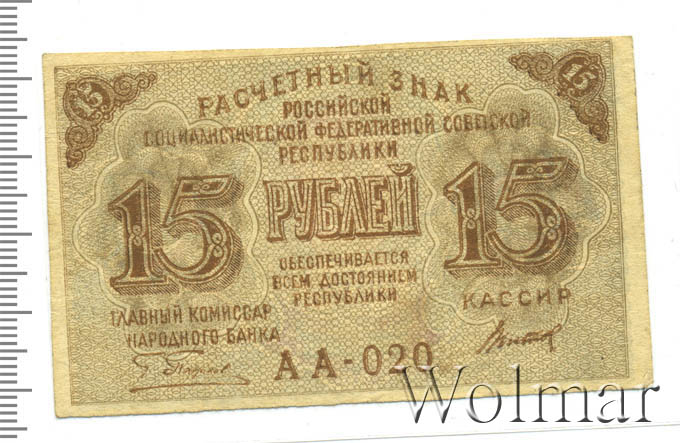 15 15
РАСЧЕТНЫЙ ЗНАК
РОССИЙСКОЙ
СОЦИАЛИСТИЧЕСКОЙ ФЕДЕРАТИВНОЙ СОВЕТСКОЙ
РЕСПУБЛИКИ
15 РУБЛЕЙ 15
ОБЕСПЕЧИВАЕТСЯ
ВСЕМ ДОСТОЯНИЕМ
РЕСПУБЛИКИ
ГЛАВНЫЙ КОМИССАР
НАРОДНОГО БАНКА
КАССИР
АА-020
Wolmar